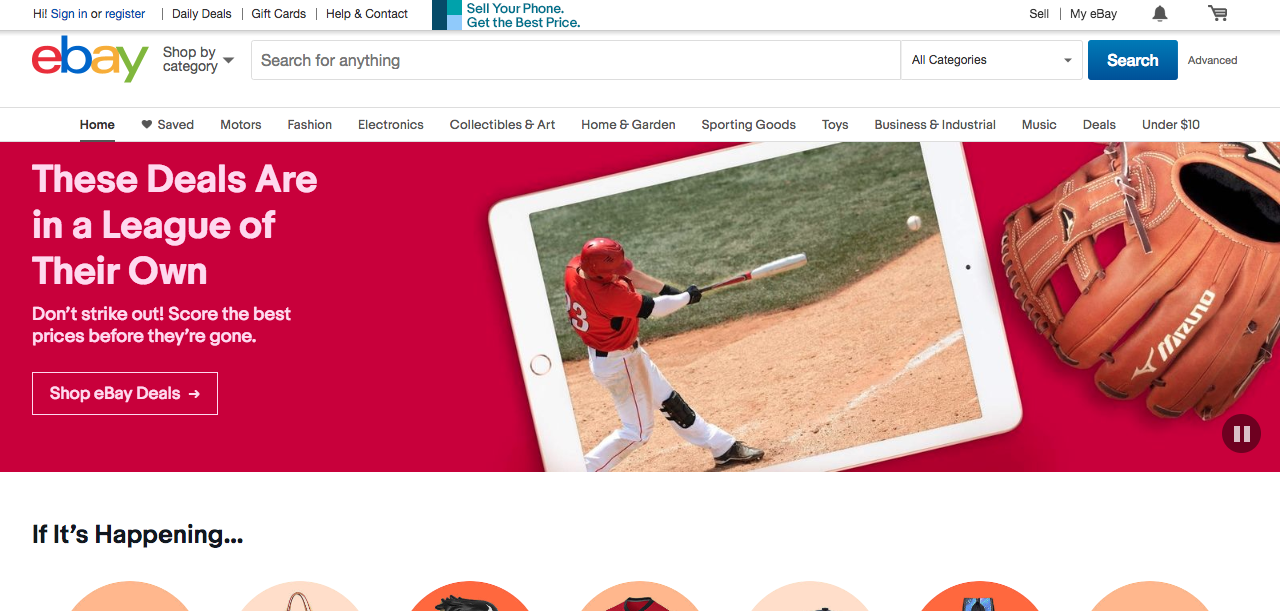 Hi! Sign in or register
Daily Deals
Gift Cards
Help & Contact
Sell Your Phone.
Get the Best Price.
Sell
My eBay
ebay
Shop by
category
Search for anything
All Categories
Search
Advanced
Home
Saved
Motors
Fashion
Electronics
Collectibles & Art
Home & Garden
Sporting Goods
Toys
Business & Industrial
Music
Deals
Under $10
These Deals Are
in a League of
Their Own
Don't strike out! Score the best
prices before they're gone.
Shop eBay Deals →
23
MIZUNO
If It's Happening...